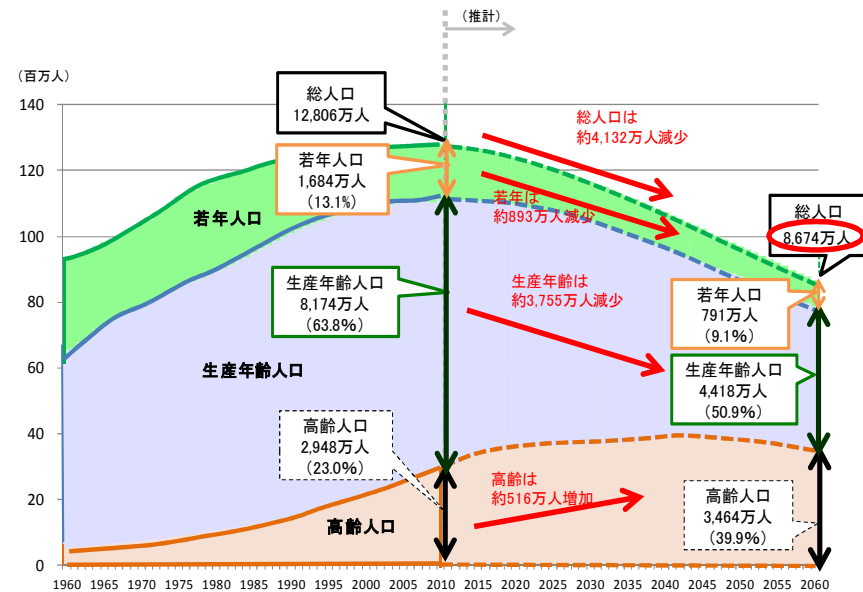 (推計)
(百万人)
140
120
100
80
60
40
20
0
総人口
12,806万人
若年人口
1,684万人
(13.1%)
総人口は
約4,132万人減少
若年は
約893万人減少
総人口
8,674万人
若年人口
生産年齢人口
8,174万人
(63.8%)
生産年齢は
約3,755万人減少
若年人口
791万人
(9.1%)
生産年齢人口
生産年齢人口
4,418万人
(50.9%)
高齢人口
2,948万人
(23.0%)
高齢は
約516万人増加
高齢人口
3,464万人
(39.9%)
高齢人口
1960 1965 1970 1975 1980 1985 1990 1995 2000 2005 2010 2015 2020 2025 2030 2035 2040 2045 2050 2055 2060